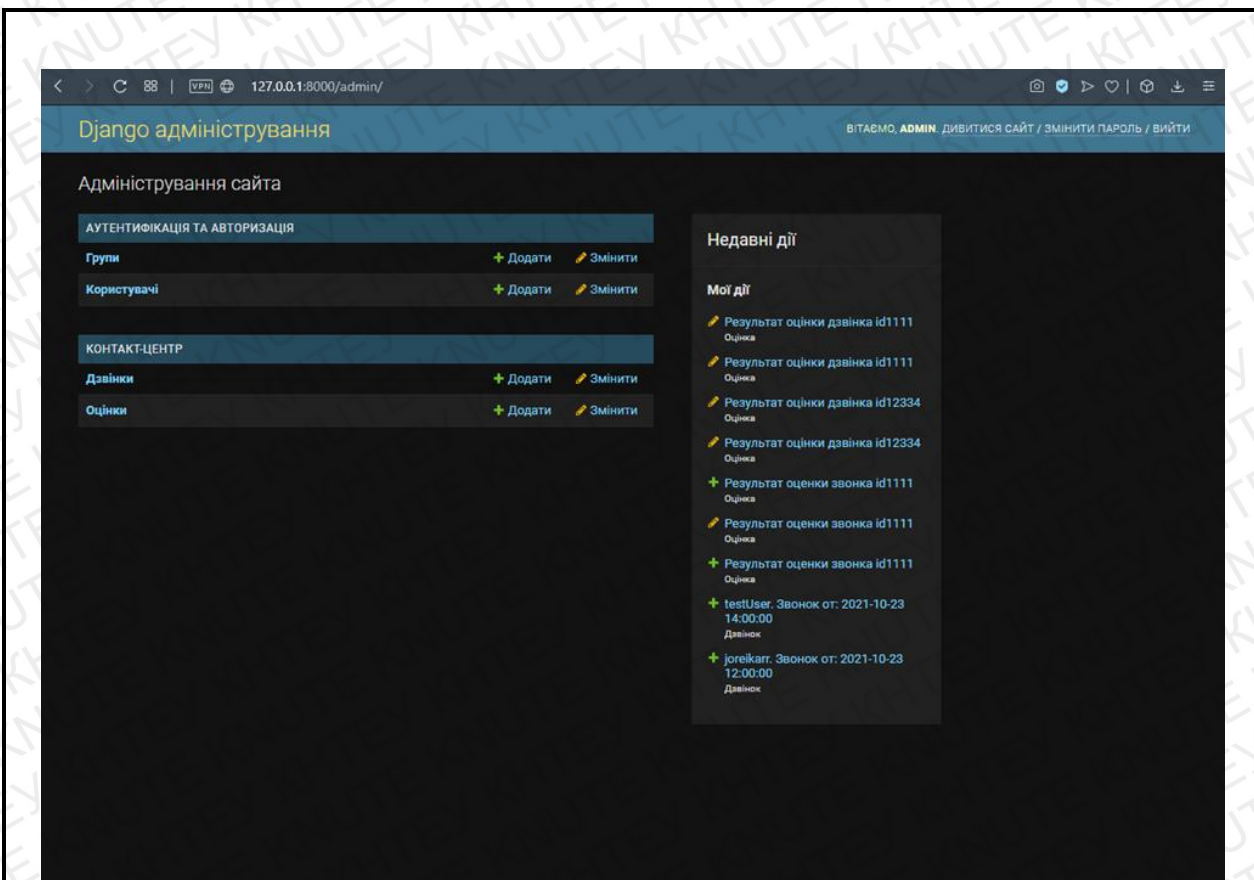 VPN 127.0.0.1:8000/admin/
Django адміністрування
ВІТАЄМО, ADMIN. ДИВИТИСЯ САЙТ / ЗМІНИТИ ПАРОЛЬ / ВИЙТИ
Адміністрування сайта
АУТЕНТИФІКАЦІЯ ТА АВТОРИЗАЦІЯ
Групи Додати Змінити
Користувачі Додати Змінити
КОНТАКТ-ЦЕНТР
Дзвінки Додати Змінити
Оцінки Додати Змінити
Недавні дії
Мої дії
Результат оцінки дзвінка id1111
Оцінка
Результат оцінки дзвінка id1111
Оцінка
Результат оцінки дзвінка id12334
Оцінка
Результат оцінки дзвінка id12334
Оцінка
Результат оценки звонка id1111
Оцінка
Результат оценки звонка id1111
Оцінка
Результат оценки звонка id1111
Оцінка
testUser. Звонок от: 2021-10-23
14:00:00
Дзвінок
joreikarr. Звонок от: 2021-10-23
12:00:00
Дзвінок